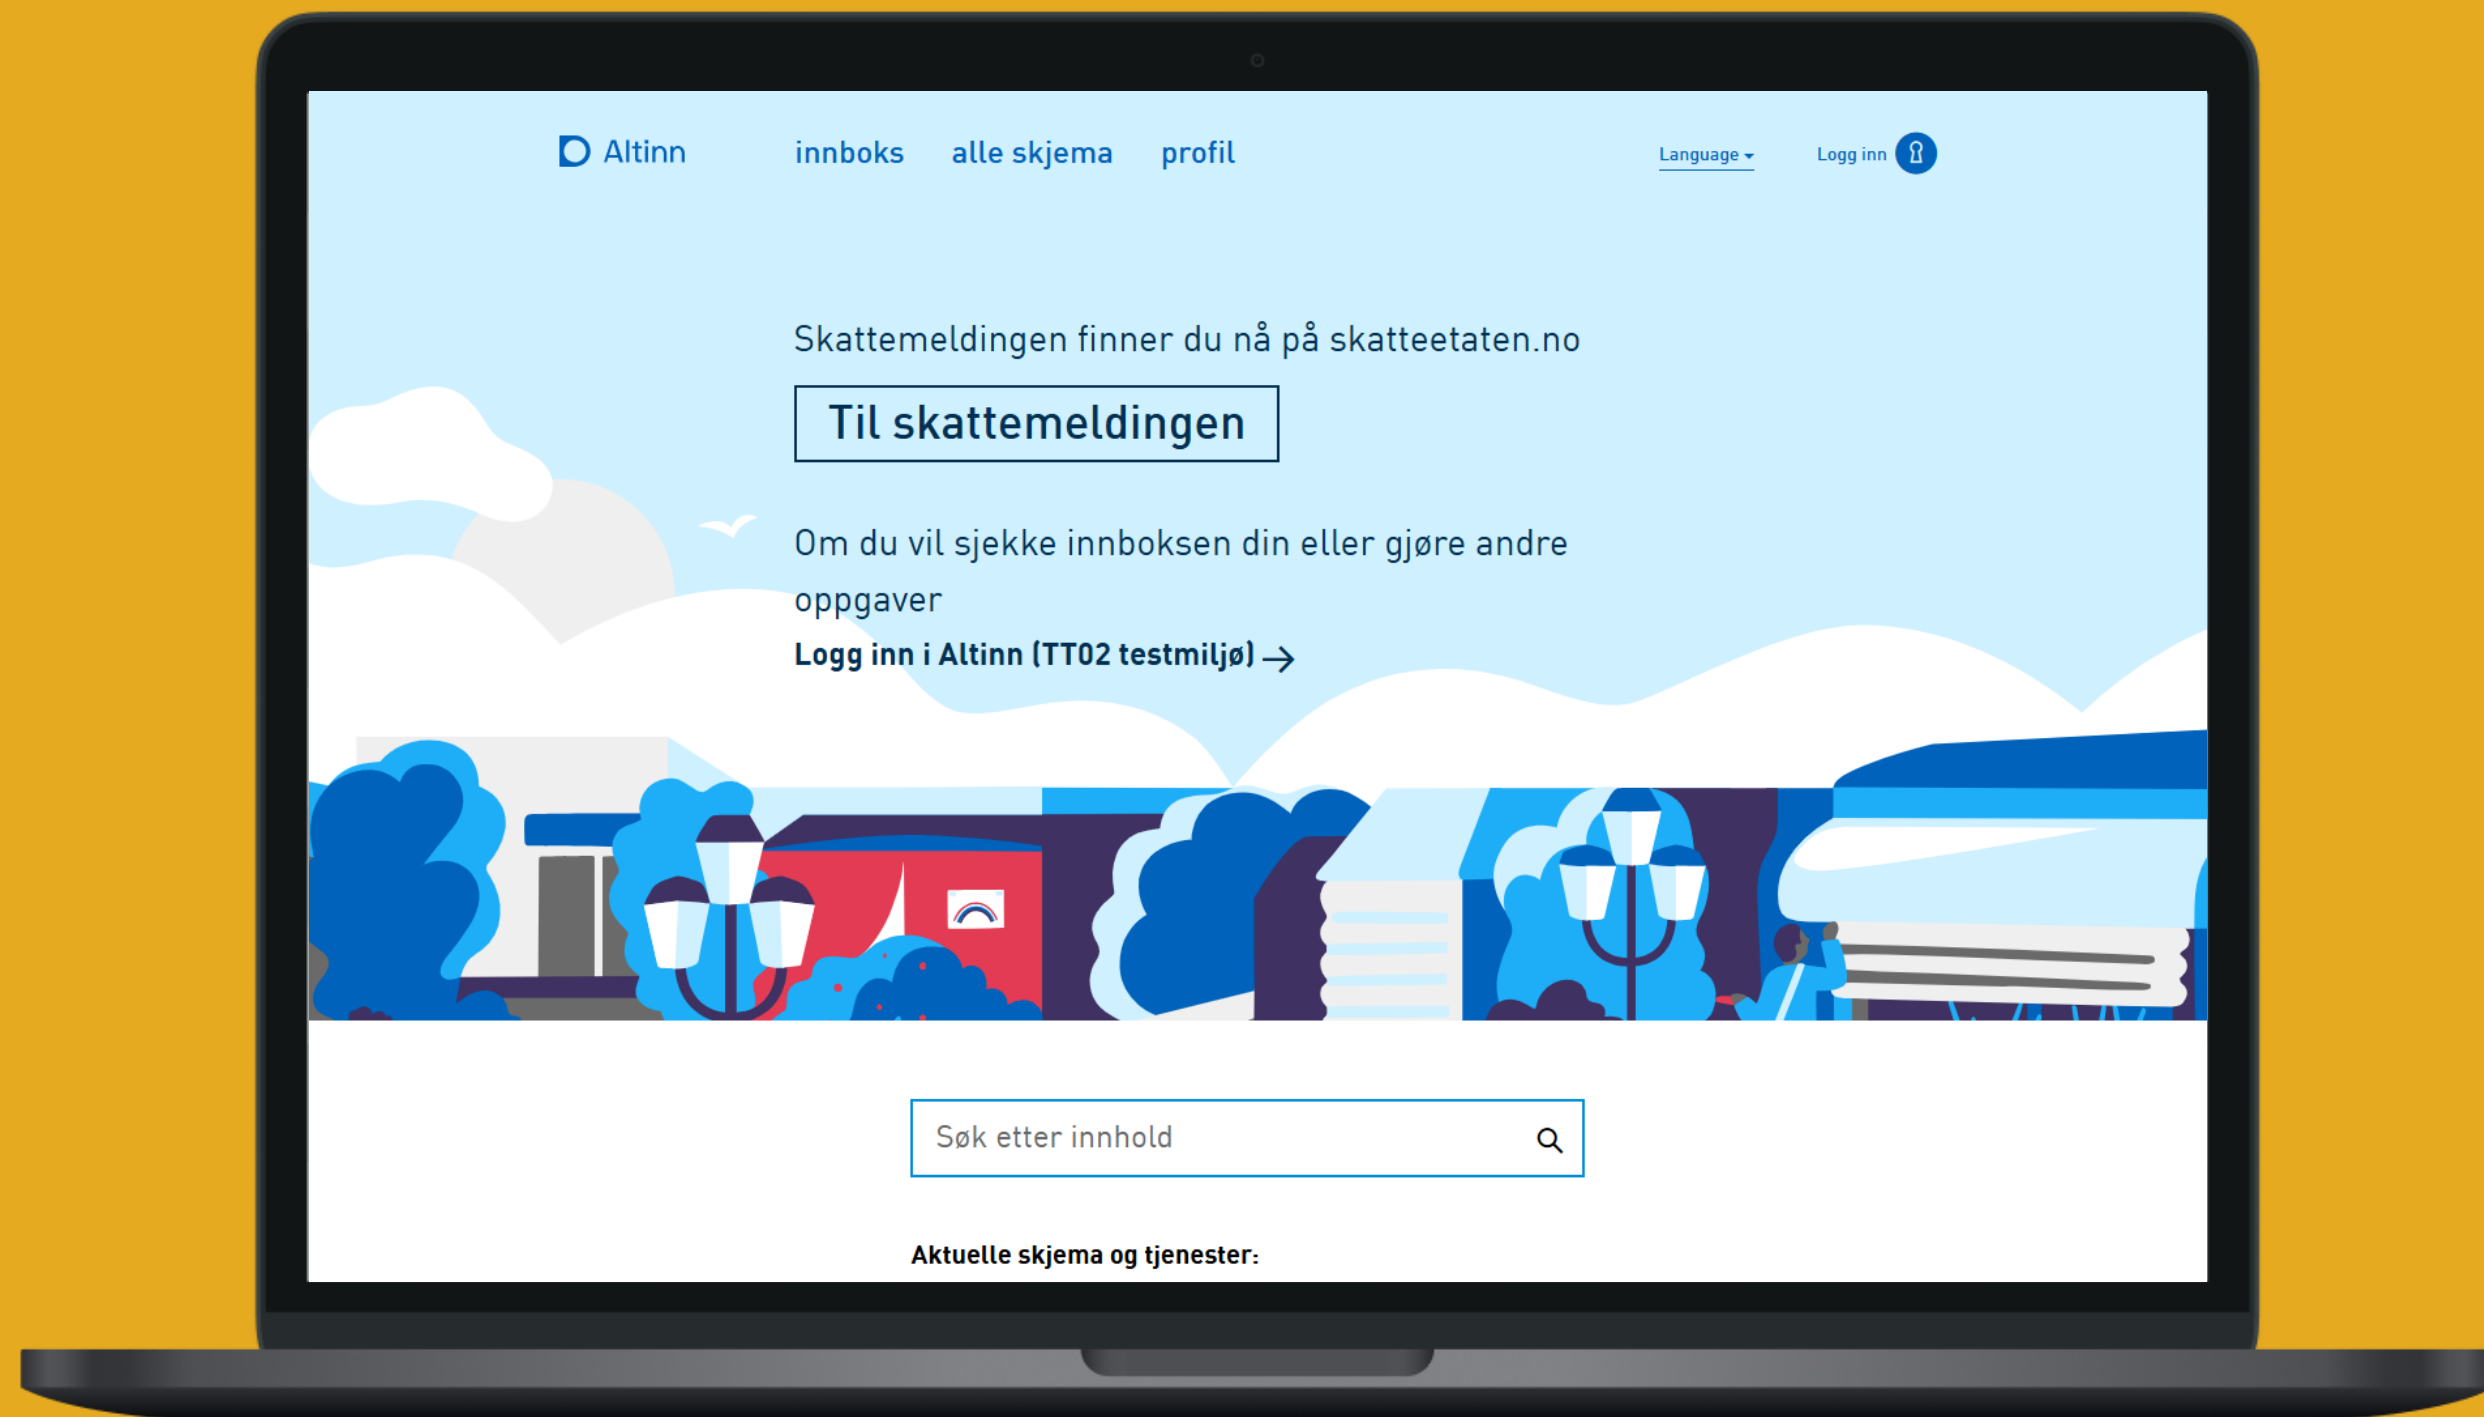 Altinn
innboks alle skjema profil
Language
Logg inn
Skattemeldingen finner du nå på skatteetaten.no
Til skattemeldingen
Om du vil sjekke innboksen din eller gjøre andre
oppgaver
Logg inn i Altinn (TT02 testmiljø)
Søk etter innhold
Aktuelle skjema og tjenester: